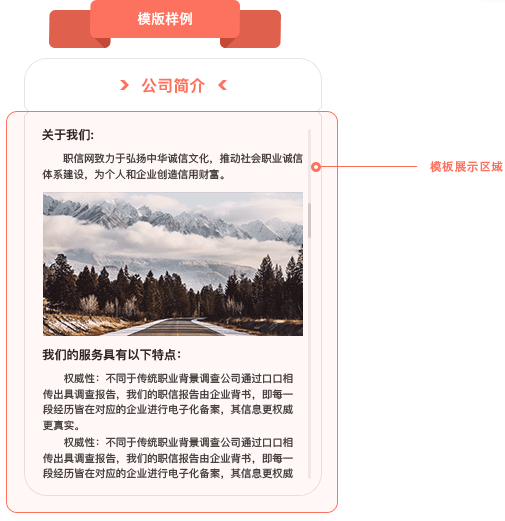 模版样例
公司简介
关于我们:
职信网致力于弘扬中华诚信文化，推动社会职业诚信
体系建设，为个人和企业创造信用财富。
模板展示区域
我们的服务具有以下特点：
权威性：不同于传统职业背景调查公司通过口口相
传出具调查报告，我们的职信报告由企业背书，即每一
段经历皆在对应的企业进行电子化备案，其信息更权威
更真实。
权威性：不同于传统职业背景调查公司通过口口相
传出具调查报告，我们的职信报告由企业背书，即每一
段经历皆在对应的企业进行电子化备案，其信息更权威